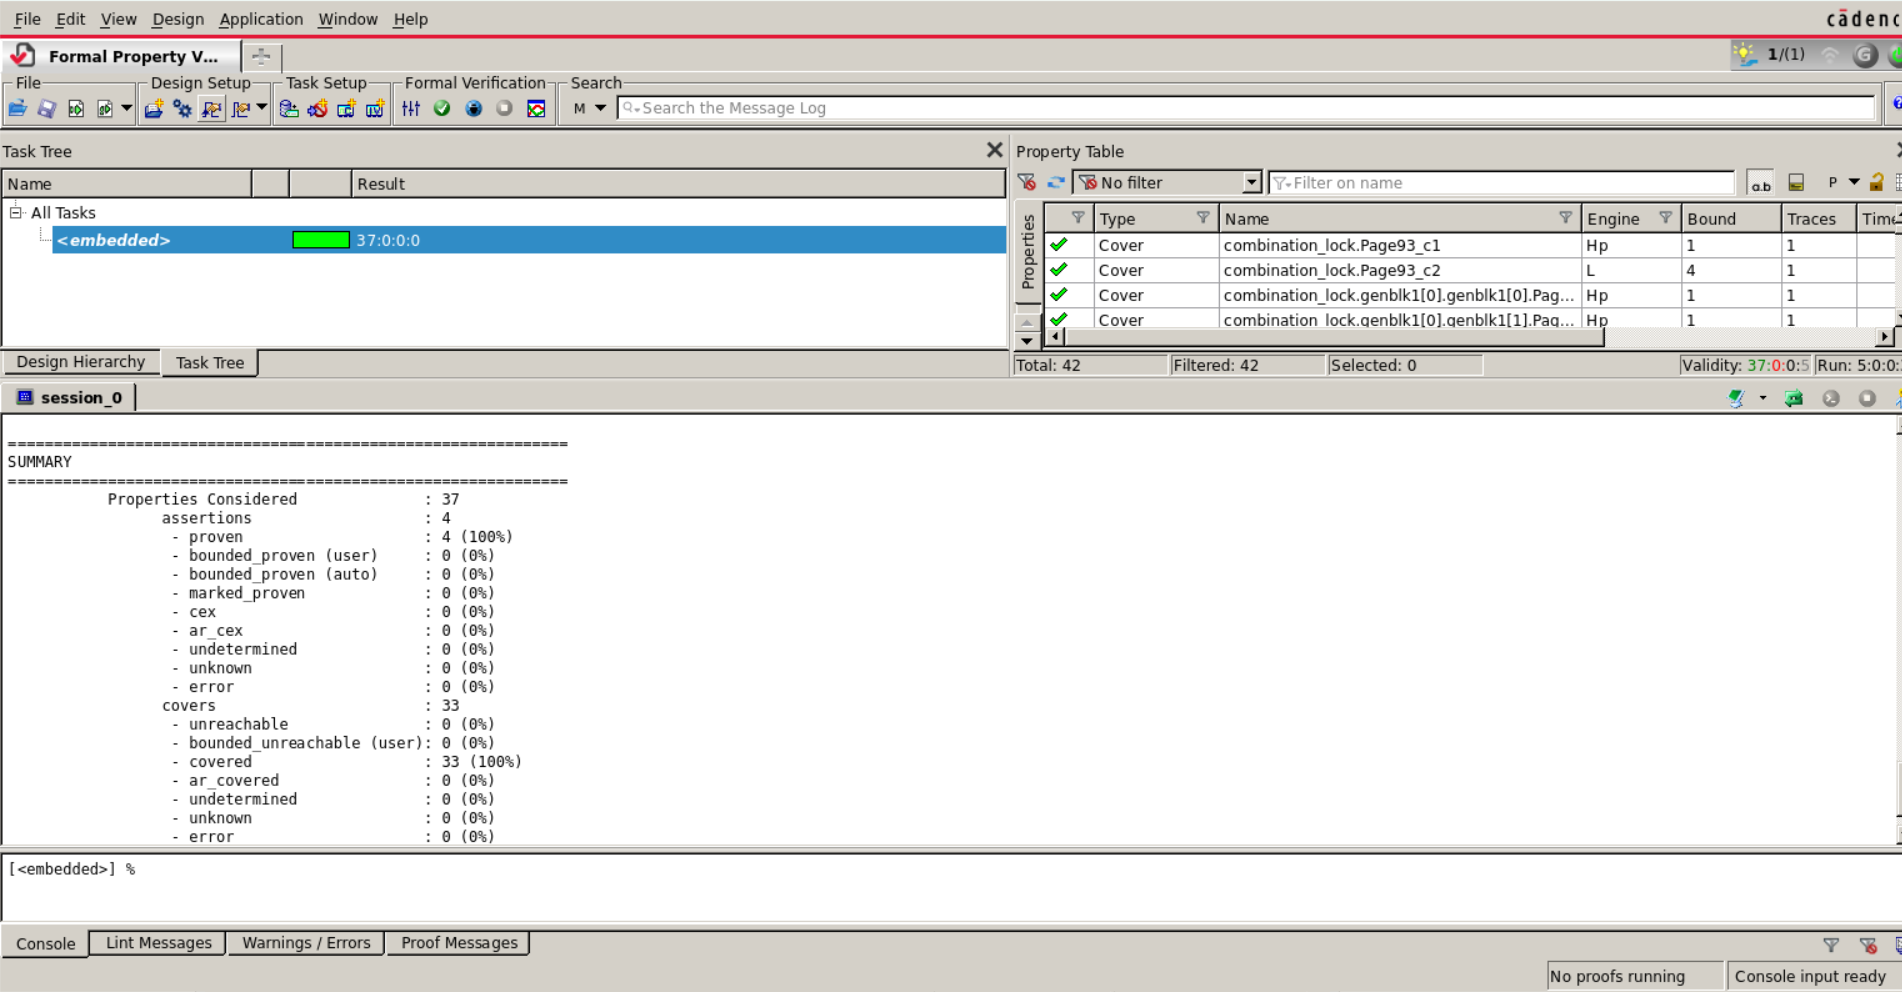 File Edit View Design Application Window Help
cādenc
Formal Property V...
1/(1)
File Design Setup Task Setup Formal Verification Search
M Search the Message Log
Task Tree
Name Result
All Tasks
<embedded> 37:0:0:0
Design Hierarchy Task Tree
Property Table
No filter Filter on name a.b P
Properties
Type Name Engine Bound Traces Time
Cover combination_lock.Page93_c1 Hp 1 1
Cover combination_lock.Page93_c2 L 4 1
Cover combination_lock.genblk1[0].genblk1[0].Pag... Hp 1 1
Cover combination_lock.genblk1[0].genblk1[1].Pag... Hp 1 1
Total: 42 Filtered: 42 Selected: 0 Validity: 37:0:0:5 Run: 5:0:0:
session_0
==============================================================
SUMMARY
==============================================================
Properties Considered : 37
assertions : 4
- proven : 4 (100%)
- bounded_proven (user) : 0 (0%)
- bounded_proven (auto) : 0 (0%)
- marked_proven : 0 (0%)
- cex : 0 (0%)
- ar_cex : 0 (0%)
- undetermined : 0 (0%)
- unknown : 0 (0%)
- error : 0 (0%)
covers : 33
- unreachable : 0 (0%)
- bounded_unreachable (user): 0 (0%)
- covered : 33 (100%)
- ar_covered : 0 (0%)
- undetermined : 0 (0%)
- unknown : 0 (0%)
- error : 0 (0%)
[<embedded>] %
Console Lint Messages Warnings / Errors Proof Messages
No proofs running Console input ready